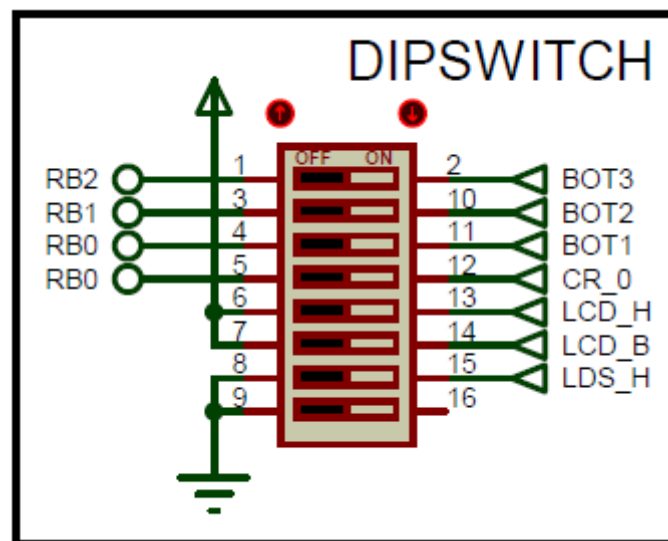 DIPSWITCH
OFF ON
RB2 1 2 BOT3
RB1 3 10 BOT2
RB0 4 11 BOT1
RB0 5 12 CR_0
6 13 LCD_H
7 14 LCD_B
8 15 LDS_H
9 16